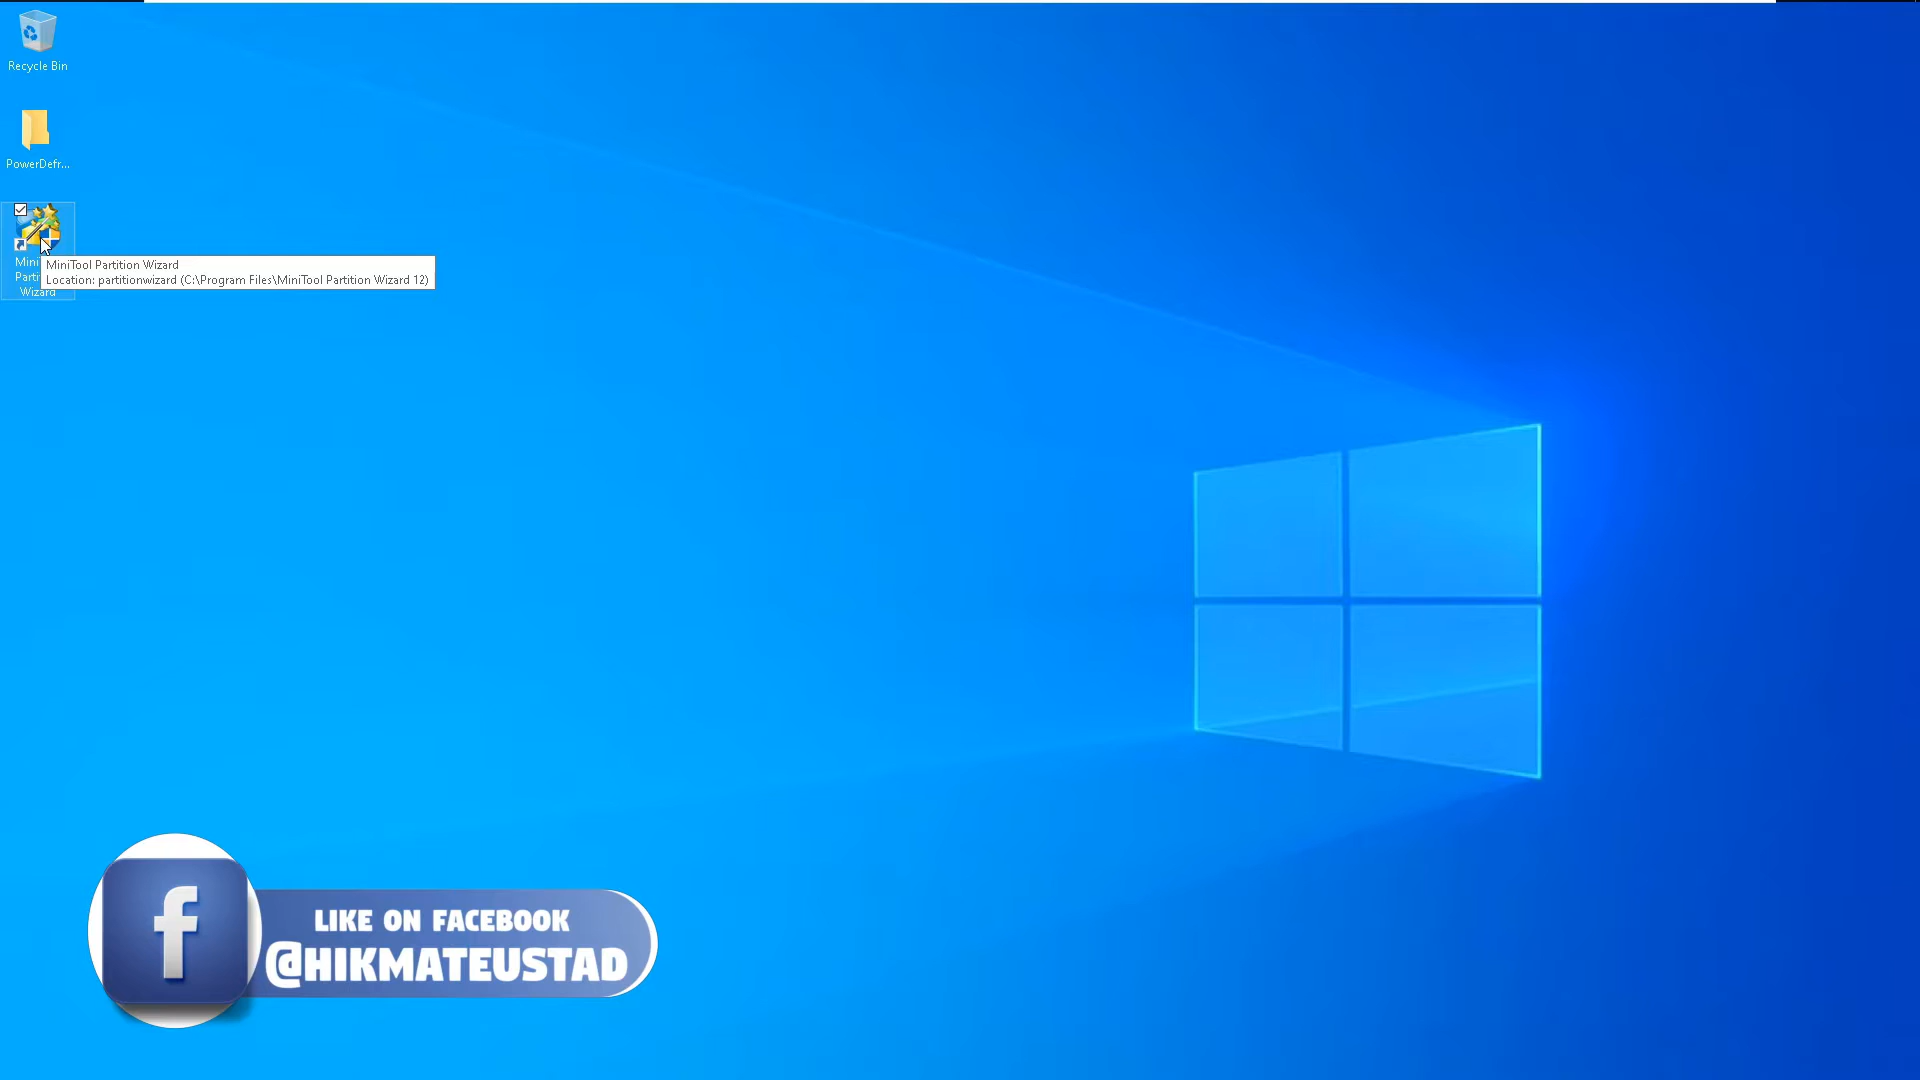 Recycle Bin
PowerDefr...
Mini
Parti
Wizard
MiniTool Partition Wizard
Location: partitionwizard (C:\Program Files\MiniTool Partition Wizard 12)
f
LIKE ON FACEBOOK
@HIKMATEUSTAD